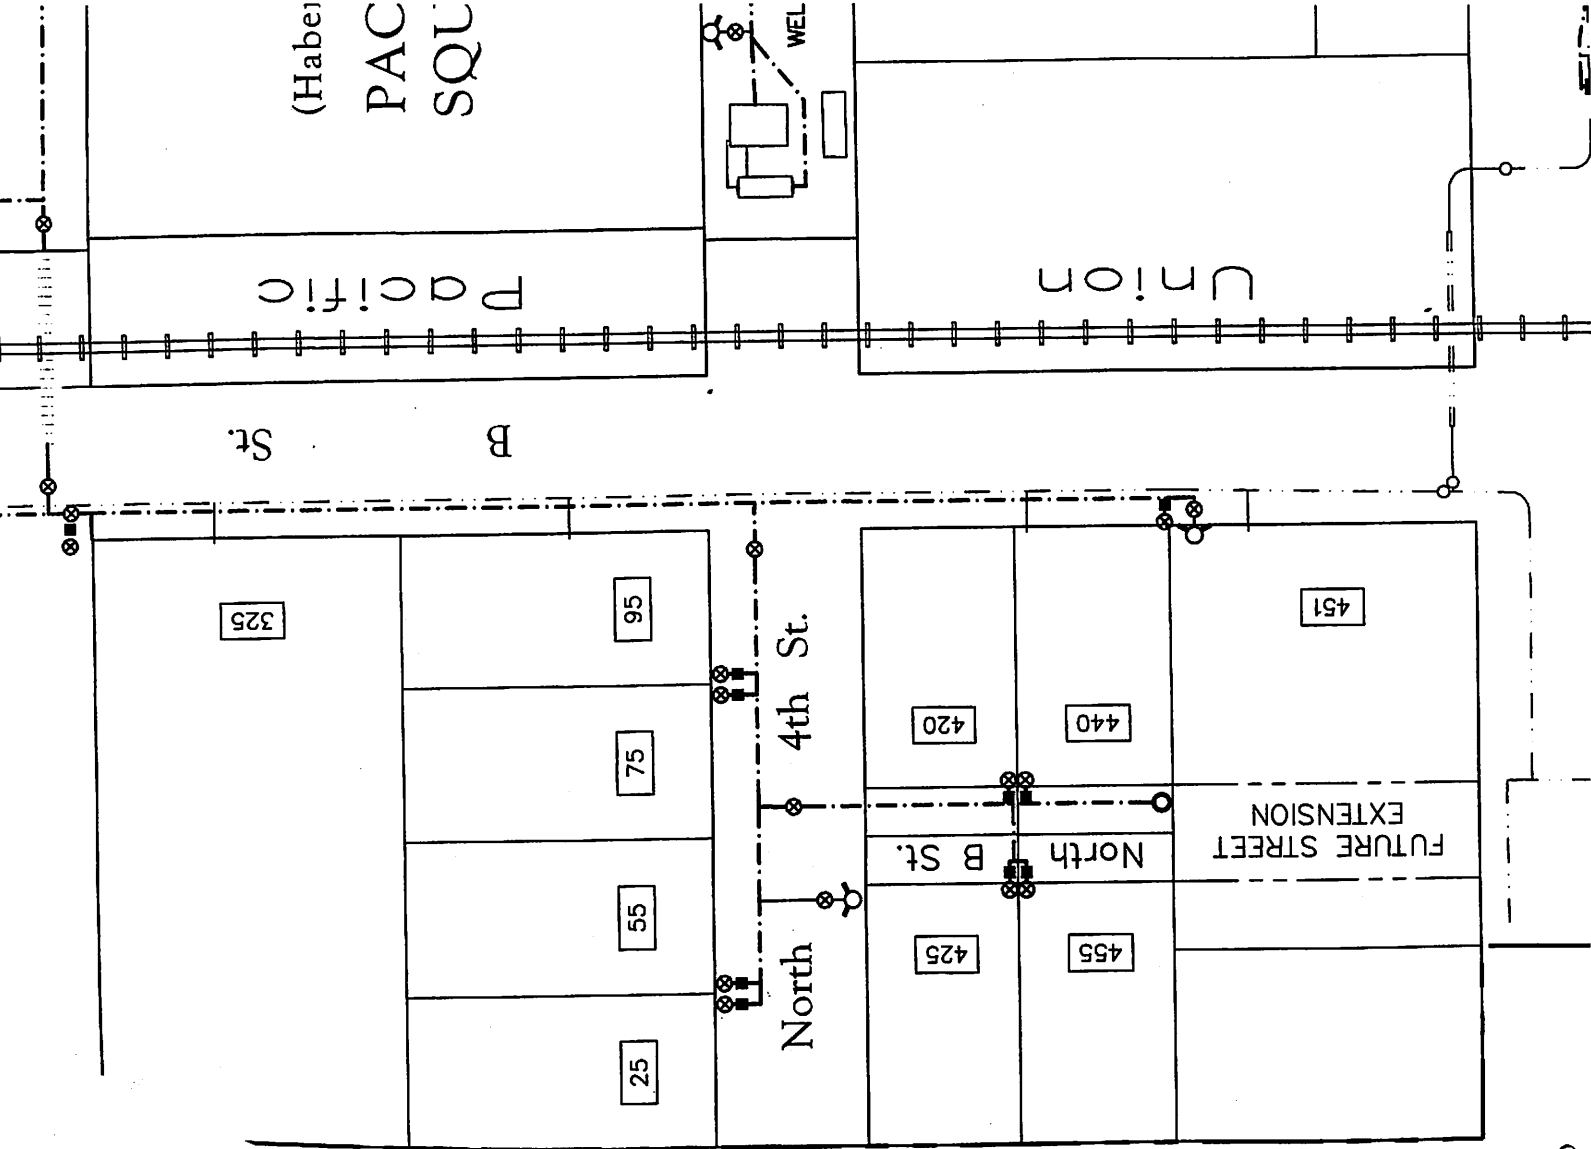 (Haber
PAC
SQU
WEL
Union Pacific
B St.
325
95
75
55
25
North 4th St.
420
440
451
North B St.
FUTURE STREET
EXTENSION
425
455